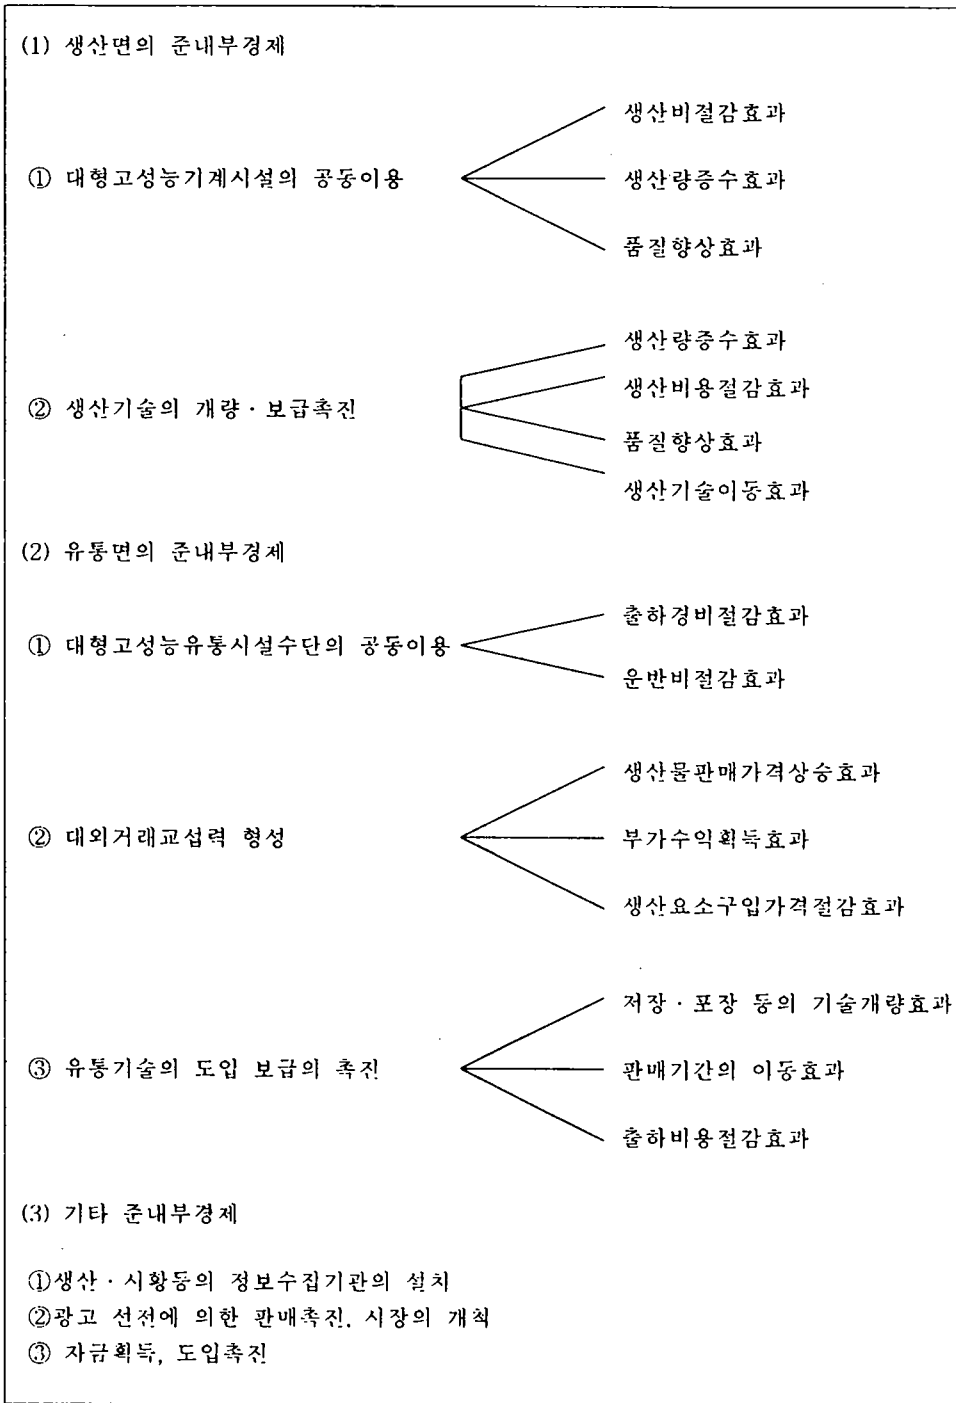 (1) 생산면의 준내부경제
생산비절감효과
① 대형고성능기계시설의 공동이용
생산량증수효과
품질향상효과
생산량증수효과
생산비용절감효과
② 생산기술의 개량 · 보급촉진
품질향상효과
생산기술이동효과
(2) 유통면의 준내부경제
출하경비절감효과
① 대형고성능유통시설수단의 공동이용
운반비절감효과
생산물판매가격상승효과
② 대외거래교섭력 형성
부가수익획득효과
생산요소구입가격절감효과
저장 · 포장 등의 기술개량효과
③ 유통기술의 도입 보급의 촉진
판매기간의 이동효과
출하비용절감효과
(3) 기타 준내부경제
①생산 · 시황등의 정보수집기관의 설치
②광고 선전에 의한 판매촉진, 시장의 개척
③ 자금획득, 도입촉진